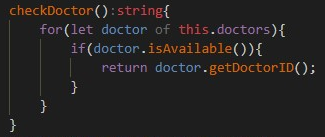 checkDoctor():string{
    for(let doctor of this.doctors){
        if(doctor.isAvailable()){
            return doctor.getDoctorID();
        }
    }
}